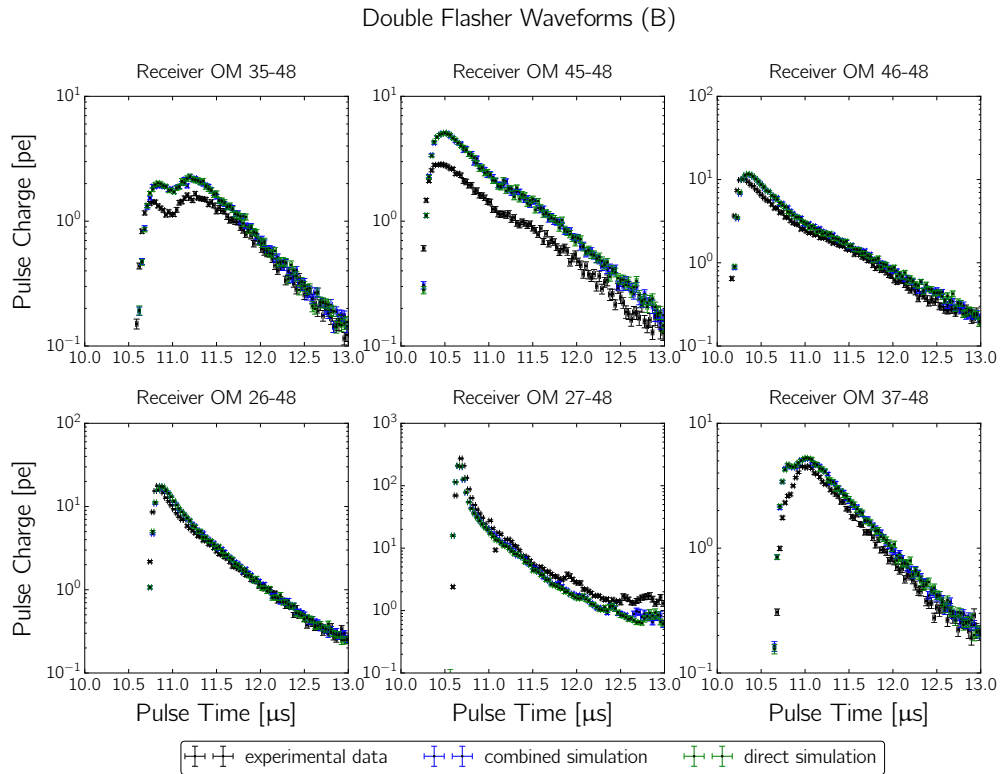 Double Flasher Waveforms (B)
Receiver OM 35-48
Receiver OM 45-48
Receiver OM 46-48
Pulse Charge [pe]
10^1
10^0
10^−1
10.0 10.5 11.0 11.5 12.0 12.5 13.0
10^1
10^0
10^−1
10.0 10.5 11.0 11.5 12.0 12.5 13.0
10^2
10^1
10^0
10^−1
10.0 10.5 11.0 11.5 12.0 12.5 13.0
Receiver OM 26-48
Receiver OM 27-48
Receiver OM 37-48
Pulse Charge [pe]
10^2
10^1
10^0
10^−1
10.0 10.5 11.0 11.5 12.0 12.5 13.0
Pulse Time [μs]
10^3
10^2
10^1
10^0
10^−1
10.0 10.5 11.0 11.5 12.0 12.5 13.0
Pulse Time [μs]
10^1
10^0
10^−1
10.0 10.5 11.0 11.5 12.0 12.5 13.0
Pulse Time [μs]
experimental data
combined simulation
direct simulation